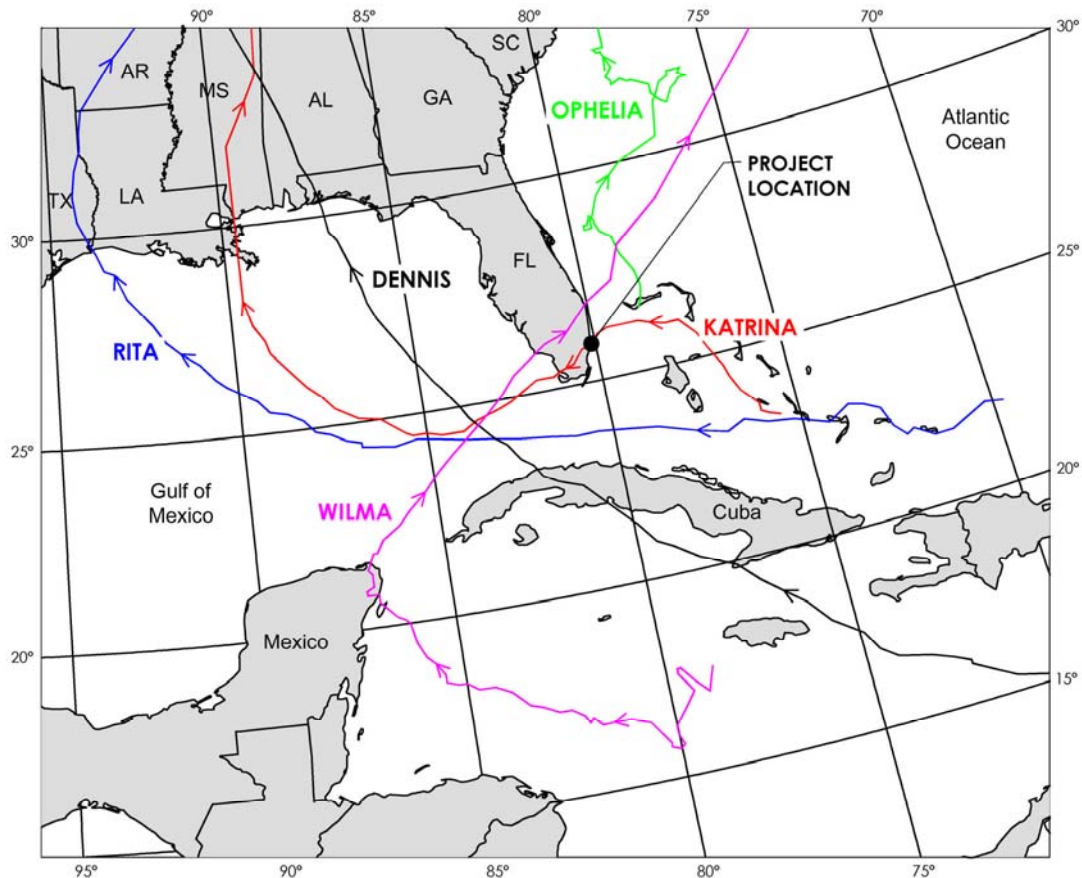 90° 85° 80° 75° 70°
30°
SC
AR
MS
AL
GA
OPHELIA
Atlantic
Ocean
PROJECT
LOCATION
TX
LA
30°
FL
25°
DENNIS
KATRINA
RITA
25°
20°
Gulf of
Mexico
WILMA
Cuba
Mexico
20°
15°
95° 90° 85° 80° 75°